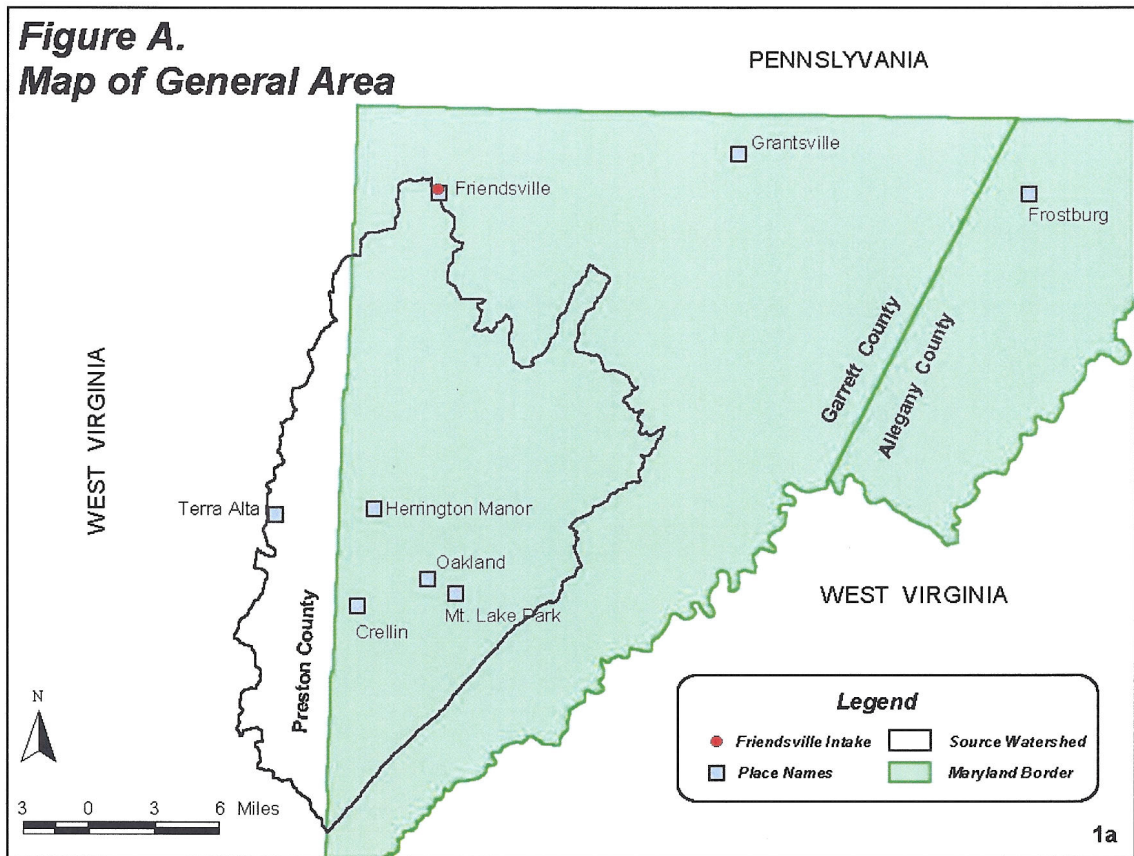 Figure A.
Map of General Area
PENNSLYVANIA
Grantsville
Friendsville
Frostburg
Garrett County
Allegany County
WEST VIRGINIA
Terra Alta
Herrington Manor
Oakland
Mt. Lake Park
Crellin
Preston County
WEST VIRGINIA
Legend
Friendsville Intake
Source Watershed
Place Names
Maryland Border
N
3 0 3 6 Miles
1a